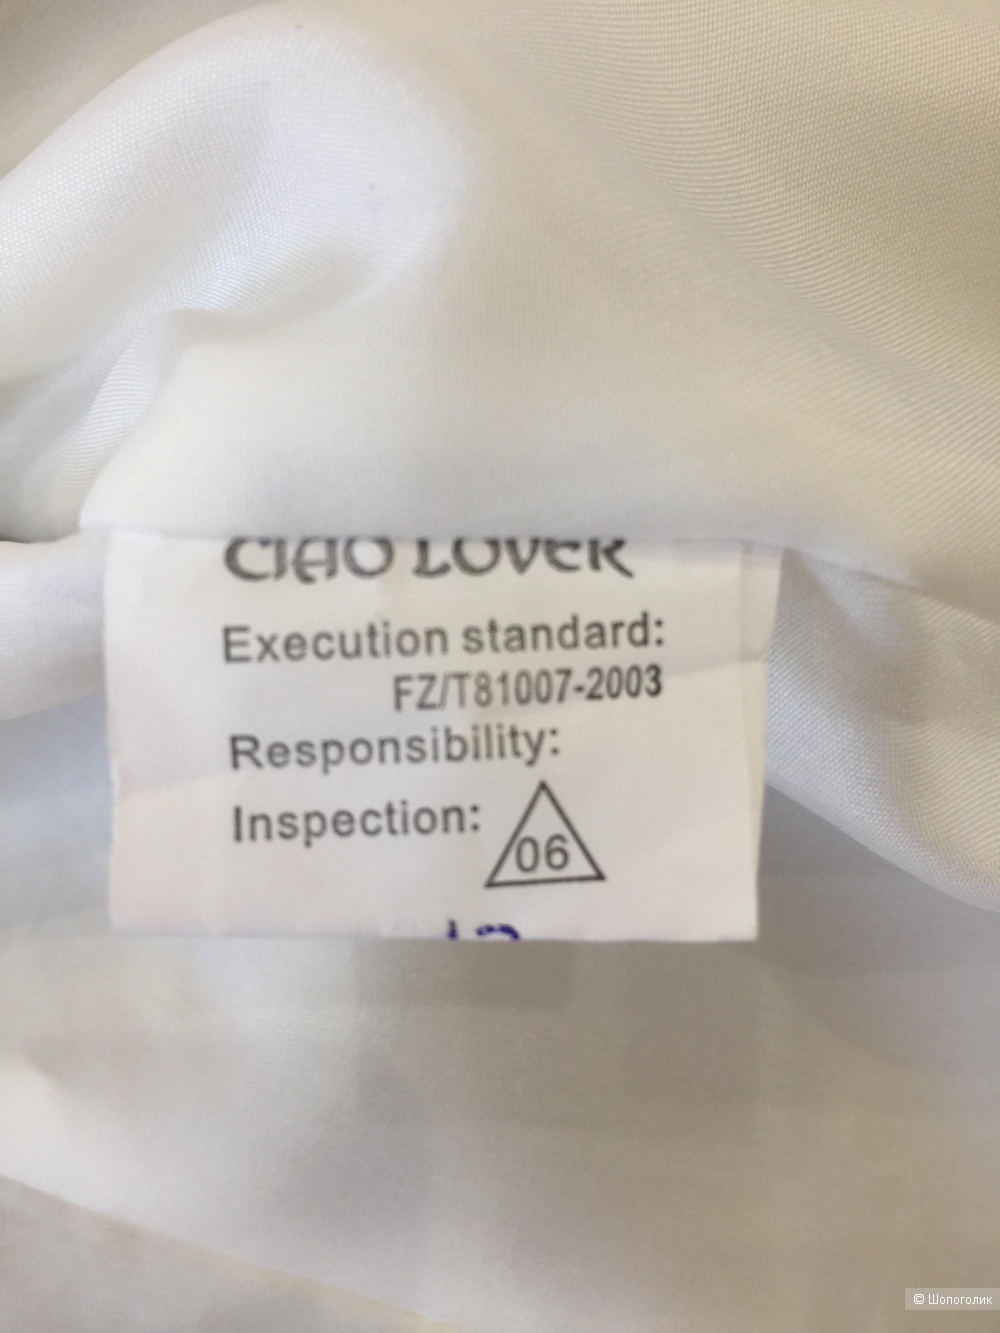 CIAO LOVER
Execution standard:
FZ/T81007-2003
Responsibility:
Inspection:
06
© Шопоголик